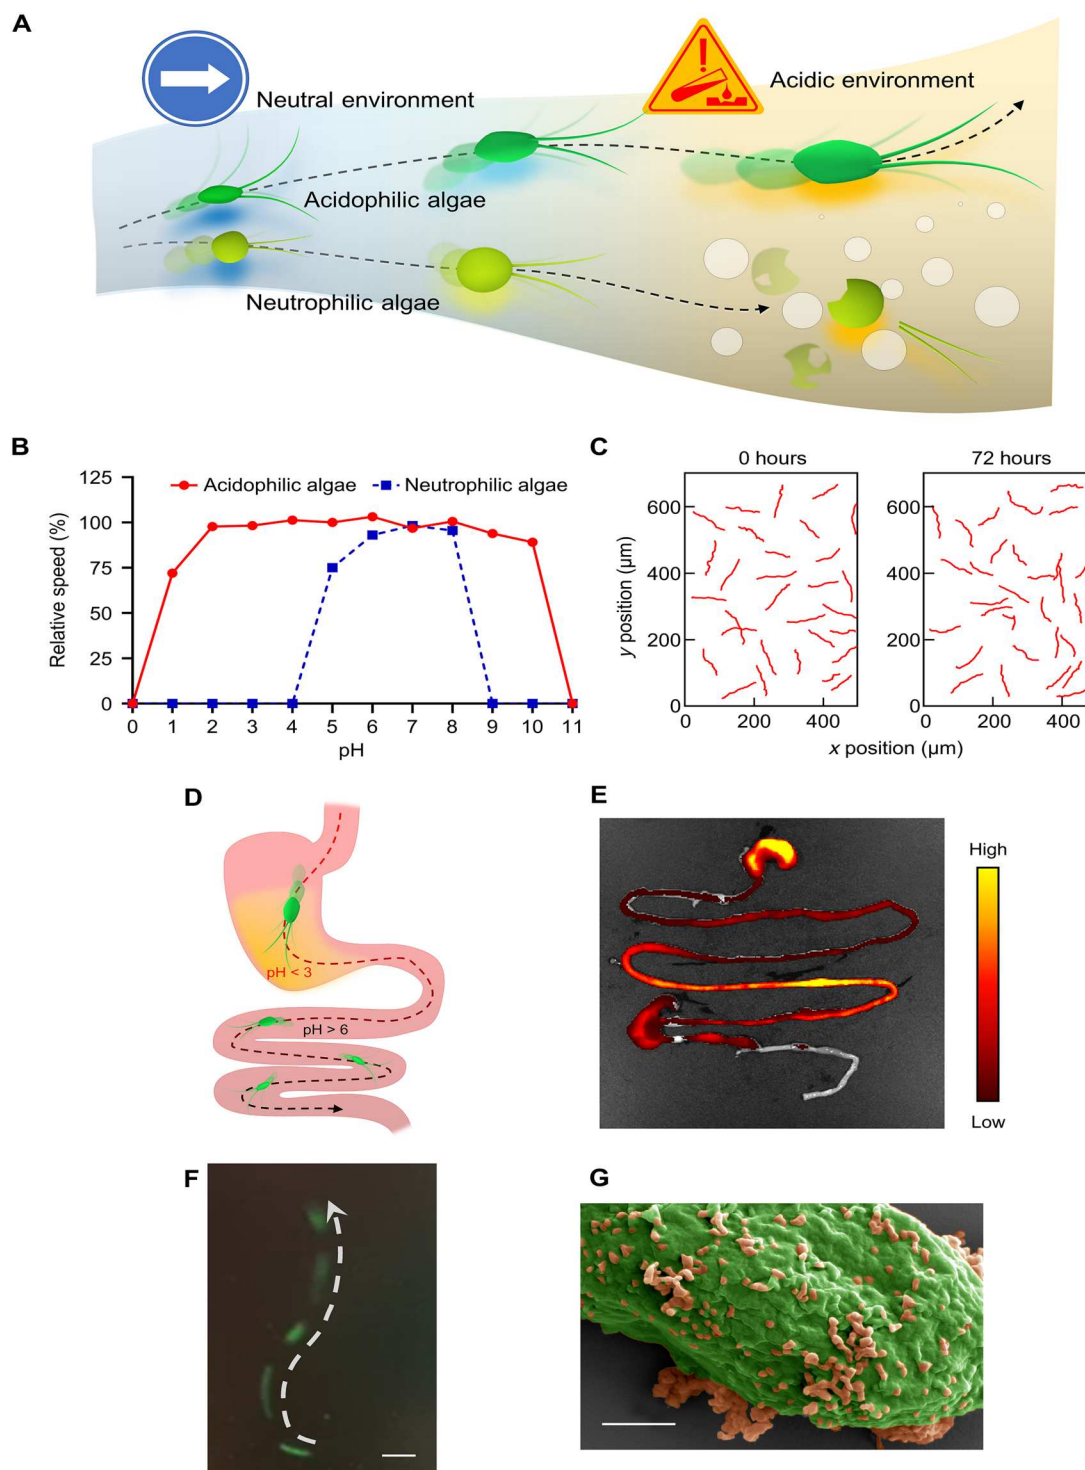 A
Neutral environment
Acidic environment
Acidophilic algae
Neutrophilic algae
B
125
100
75
50
25
0
Relative speed (%)
Acidophilic algae
Neutrophilic algae
0 1 2 3 4 5 6 7 8 9 10 11
pH
C
0 hours
72 hours
600
400
200
0
y position (µm)
600
400
200
0
0 200 400
0 200 400
x position (µm)
D
pH < 3
pH > 6
E
High
Low
F
G